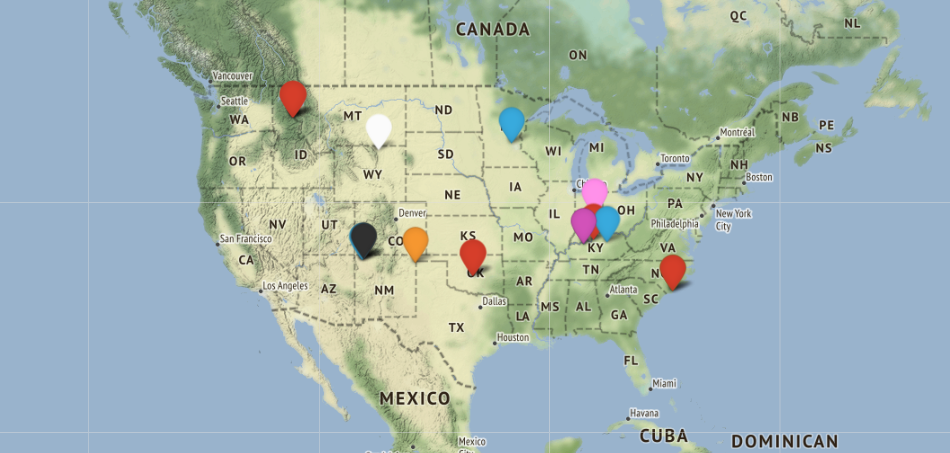 QC
NL
CANADA
ON
Vancouver
Seattle
WA
MT
ND
NB
PE
NS
Montréal
OR
ID
SD
WI
MI
Toronto
NH
Boston
WY
NY
IA
NE
PA
Denver
IL
OH
New York
City
Philadelphia
NV
UT
CO
KS
MO
KY
VA
San Francisco
CA
OK
TN
Los Angeles
AZ
NM
AR
Atlanta
SC
Dallas
MS
AL
GA
LA
TX
Houston
FL
Miami
MEXICO
Havana
CUBA
DOMINICAN
Mexico
City